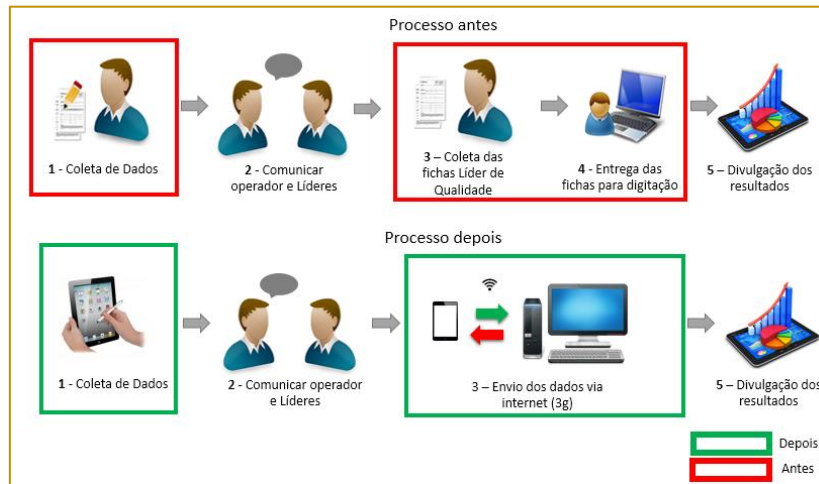 Processo antes
1 - Coleta de Dados
2 - Comunicar
operador e Líderes
3 – Coleta das
fichas Líder de
Qualidade
4 - Entrega das
fichas para digitação
5 – Divulgação dos
resultados
Processo depois
1 - Coleta de Dados
2 - Comunicar operador
e Líderes
3 – Envio dos dados via
internet (3g)
5 – Divulgação dos
resultados
Depois
Antes